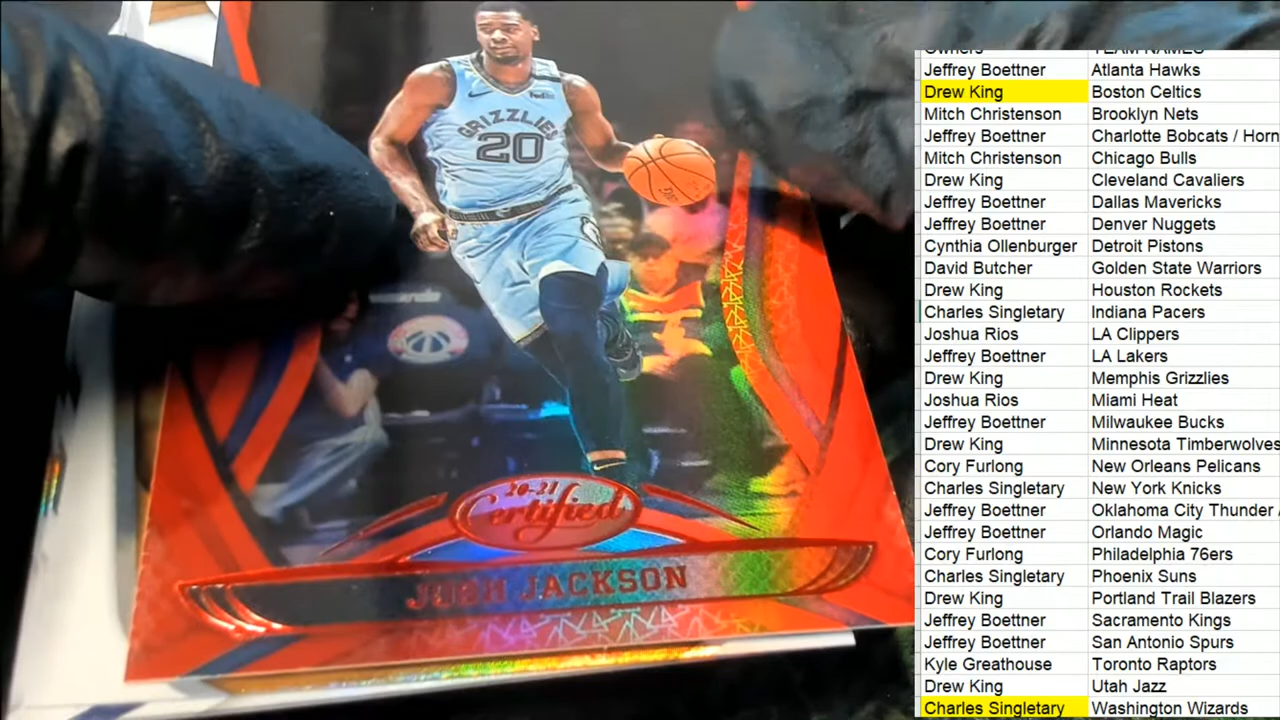 GRIZZLIES
20
20-21
Certified
JOSH JACKSON
Owners TEAM NAMES
Jeffrey Boettner Atlanta Hawks
Drew King Boston Celtics
Mitch Christenson Brooklyn Nets
Jeffrey Boettner Charlotte Bobcats / Horn
Mitch Christenson Chicago Bulls
Drew King Cleveland Cavaliers
Jeffrey Boettner Dallas Mavericks
Jeffrey Boettner Denver Nuggets
Cynthia Ollenburger Detroit Pistons
David Butcher Golden State Warriors
Drew King Houston Rockets
Charles Singletary Indiana Pacers
Joshua Rios LA Clippers
Jeffrey Boettner LA Lakers
Drew King Memphis Grizzlies
Joshua Rios Miami Heat
Jeffrey Boettner Milwaukee Bucks
Drew King Minnesota Timberwolves
Cory Furlong New Orleans Pelicans
Charles Singletary New York Knicks
Jeffrey Boettner Oklahoma City Thunder /
Jeffrey Boettner Orlando Magic
Cory Furlong Philadelphia 76ers
Charles Singletary Phoenix Suns
Drew King Portland Trail Blazers
Jeffrey Boettner Sacramento Kings
Jeffrey Boettner San Antonio Spurs
Kyle Greathouse Toronto Raptors
Drew King Utah Jazz
Charles Singletary Washington Wizards